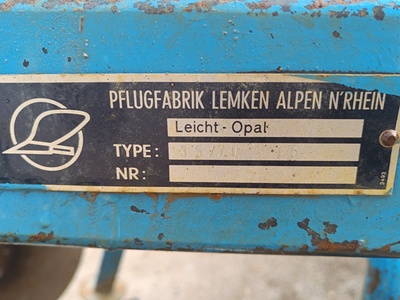 PFLUGFABRIK LEMKEN ALPEN N'RHEIN
Leicht-Opal
TYPE:
NR: